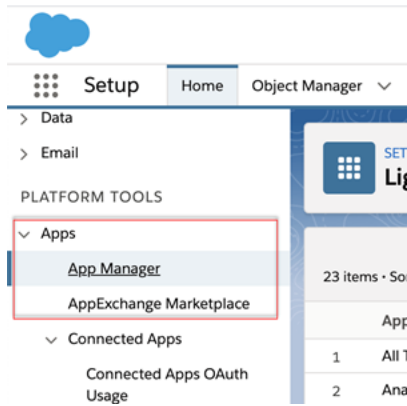 Setup
Home
Object Manager
Data
Email
PLATFORM TOOLS
Apps
App Manager
AppExchange Marketplace
Connected Apps
Connected Apps OAuth
Usage
SET
Lig
23 items • So
App
1 All T
2 Ana